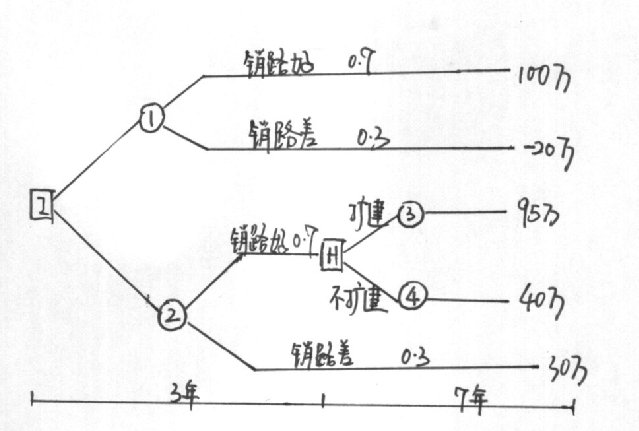 销路好 0.7 100万
①
销路差 0.3 -20万
I
扩建 ③ 95万
销路好 0.7 H
不扩建 ④ 40万
②
销路差 0.3 30万
3年 7年